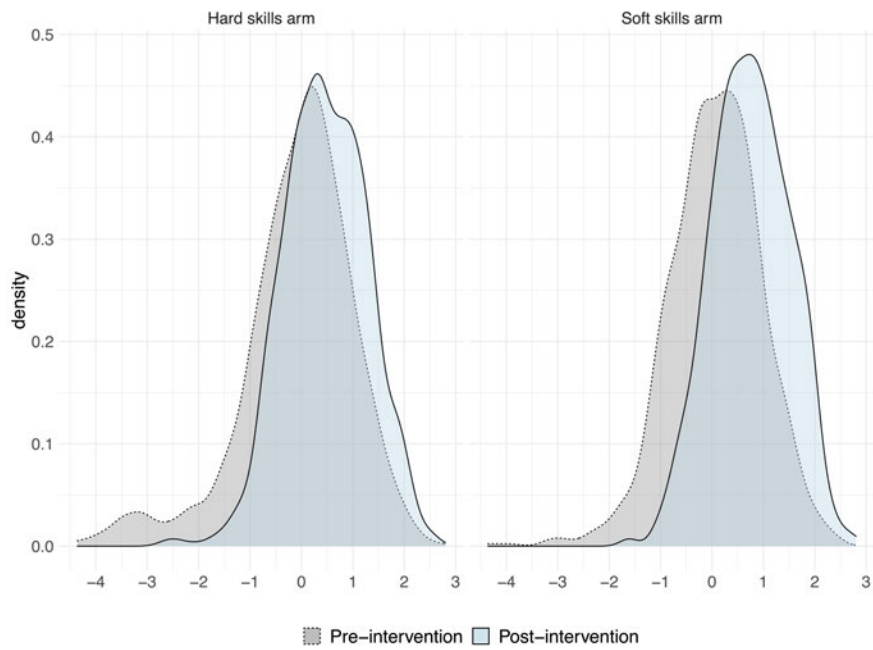 Hard skills arm Soft skills arm
0.5
0.4
0.3
0.2
0.1
0.0
density
−4 −3 −2 −1 0 1 2 3 −4 −3 −2 −1 0 1 2 3
Pre−intervention Post−intervention